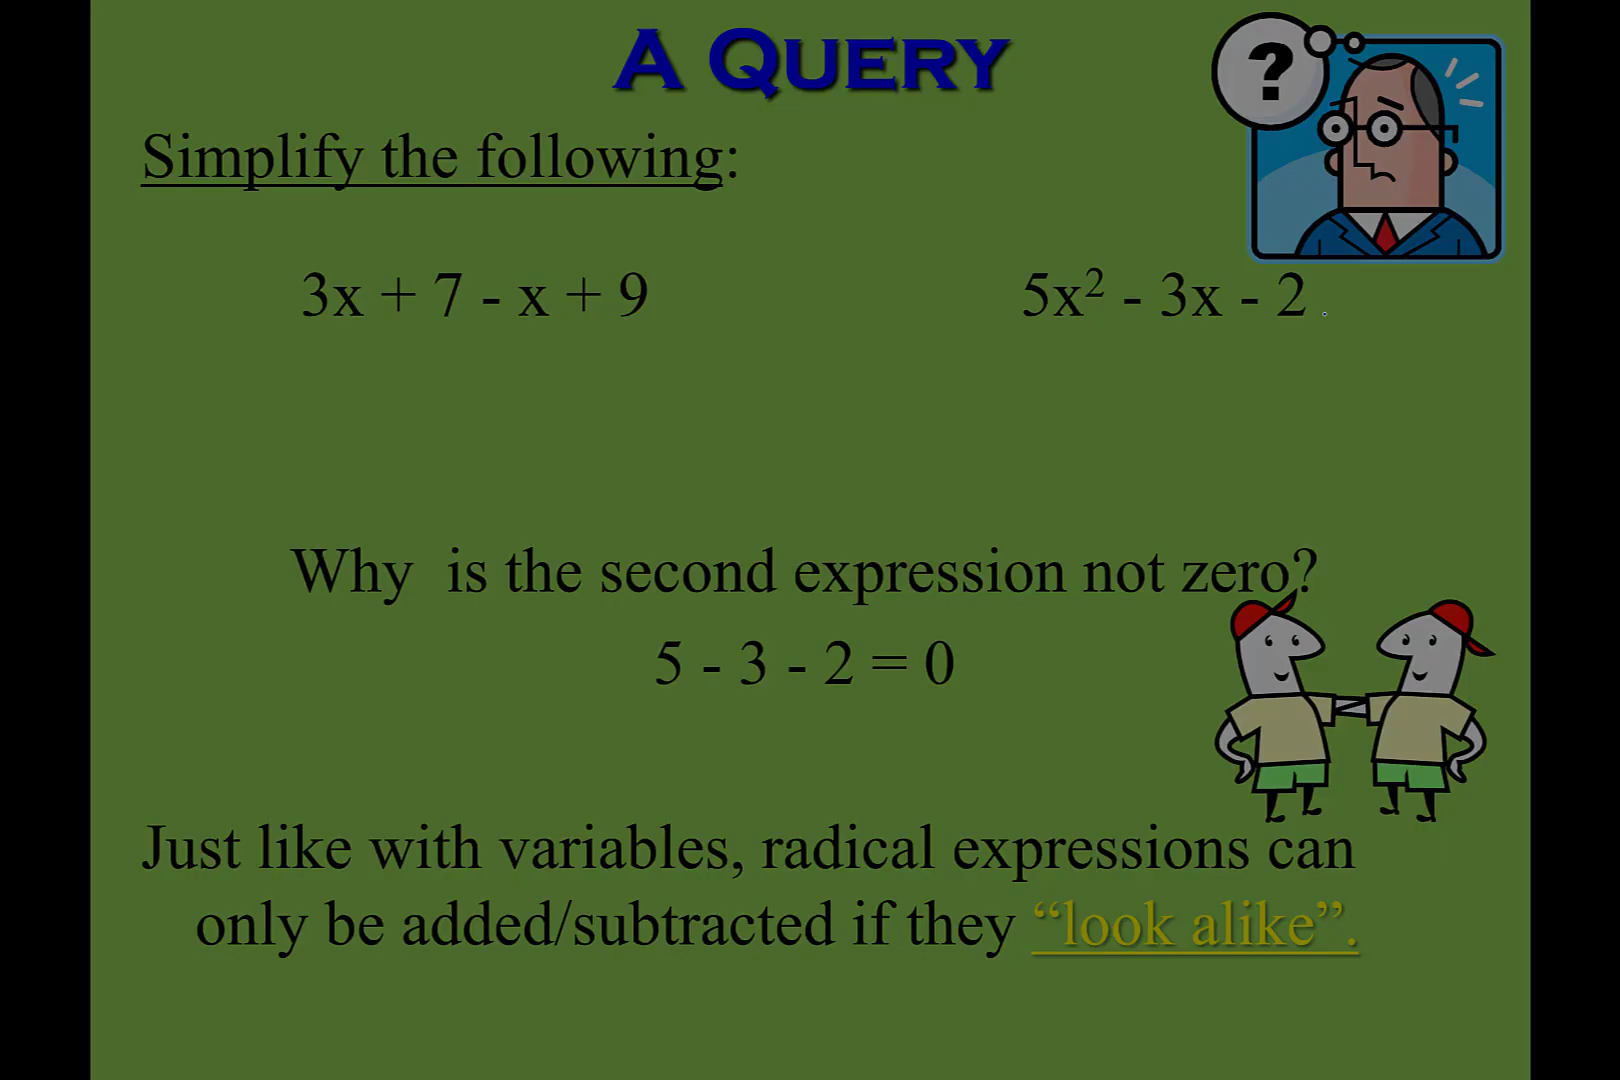 A QUERY
?
Simplify the following:
3x + 7 - x + 9
5x² - 3x - 2
Why is the second expression not zero?
5 - 3 - 2 = 0
Just like with variables, radical expressions can
only be added/subtracted if they “look alike”.